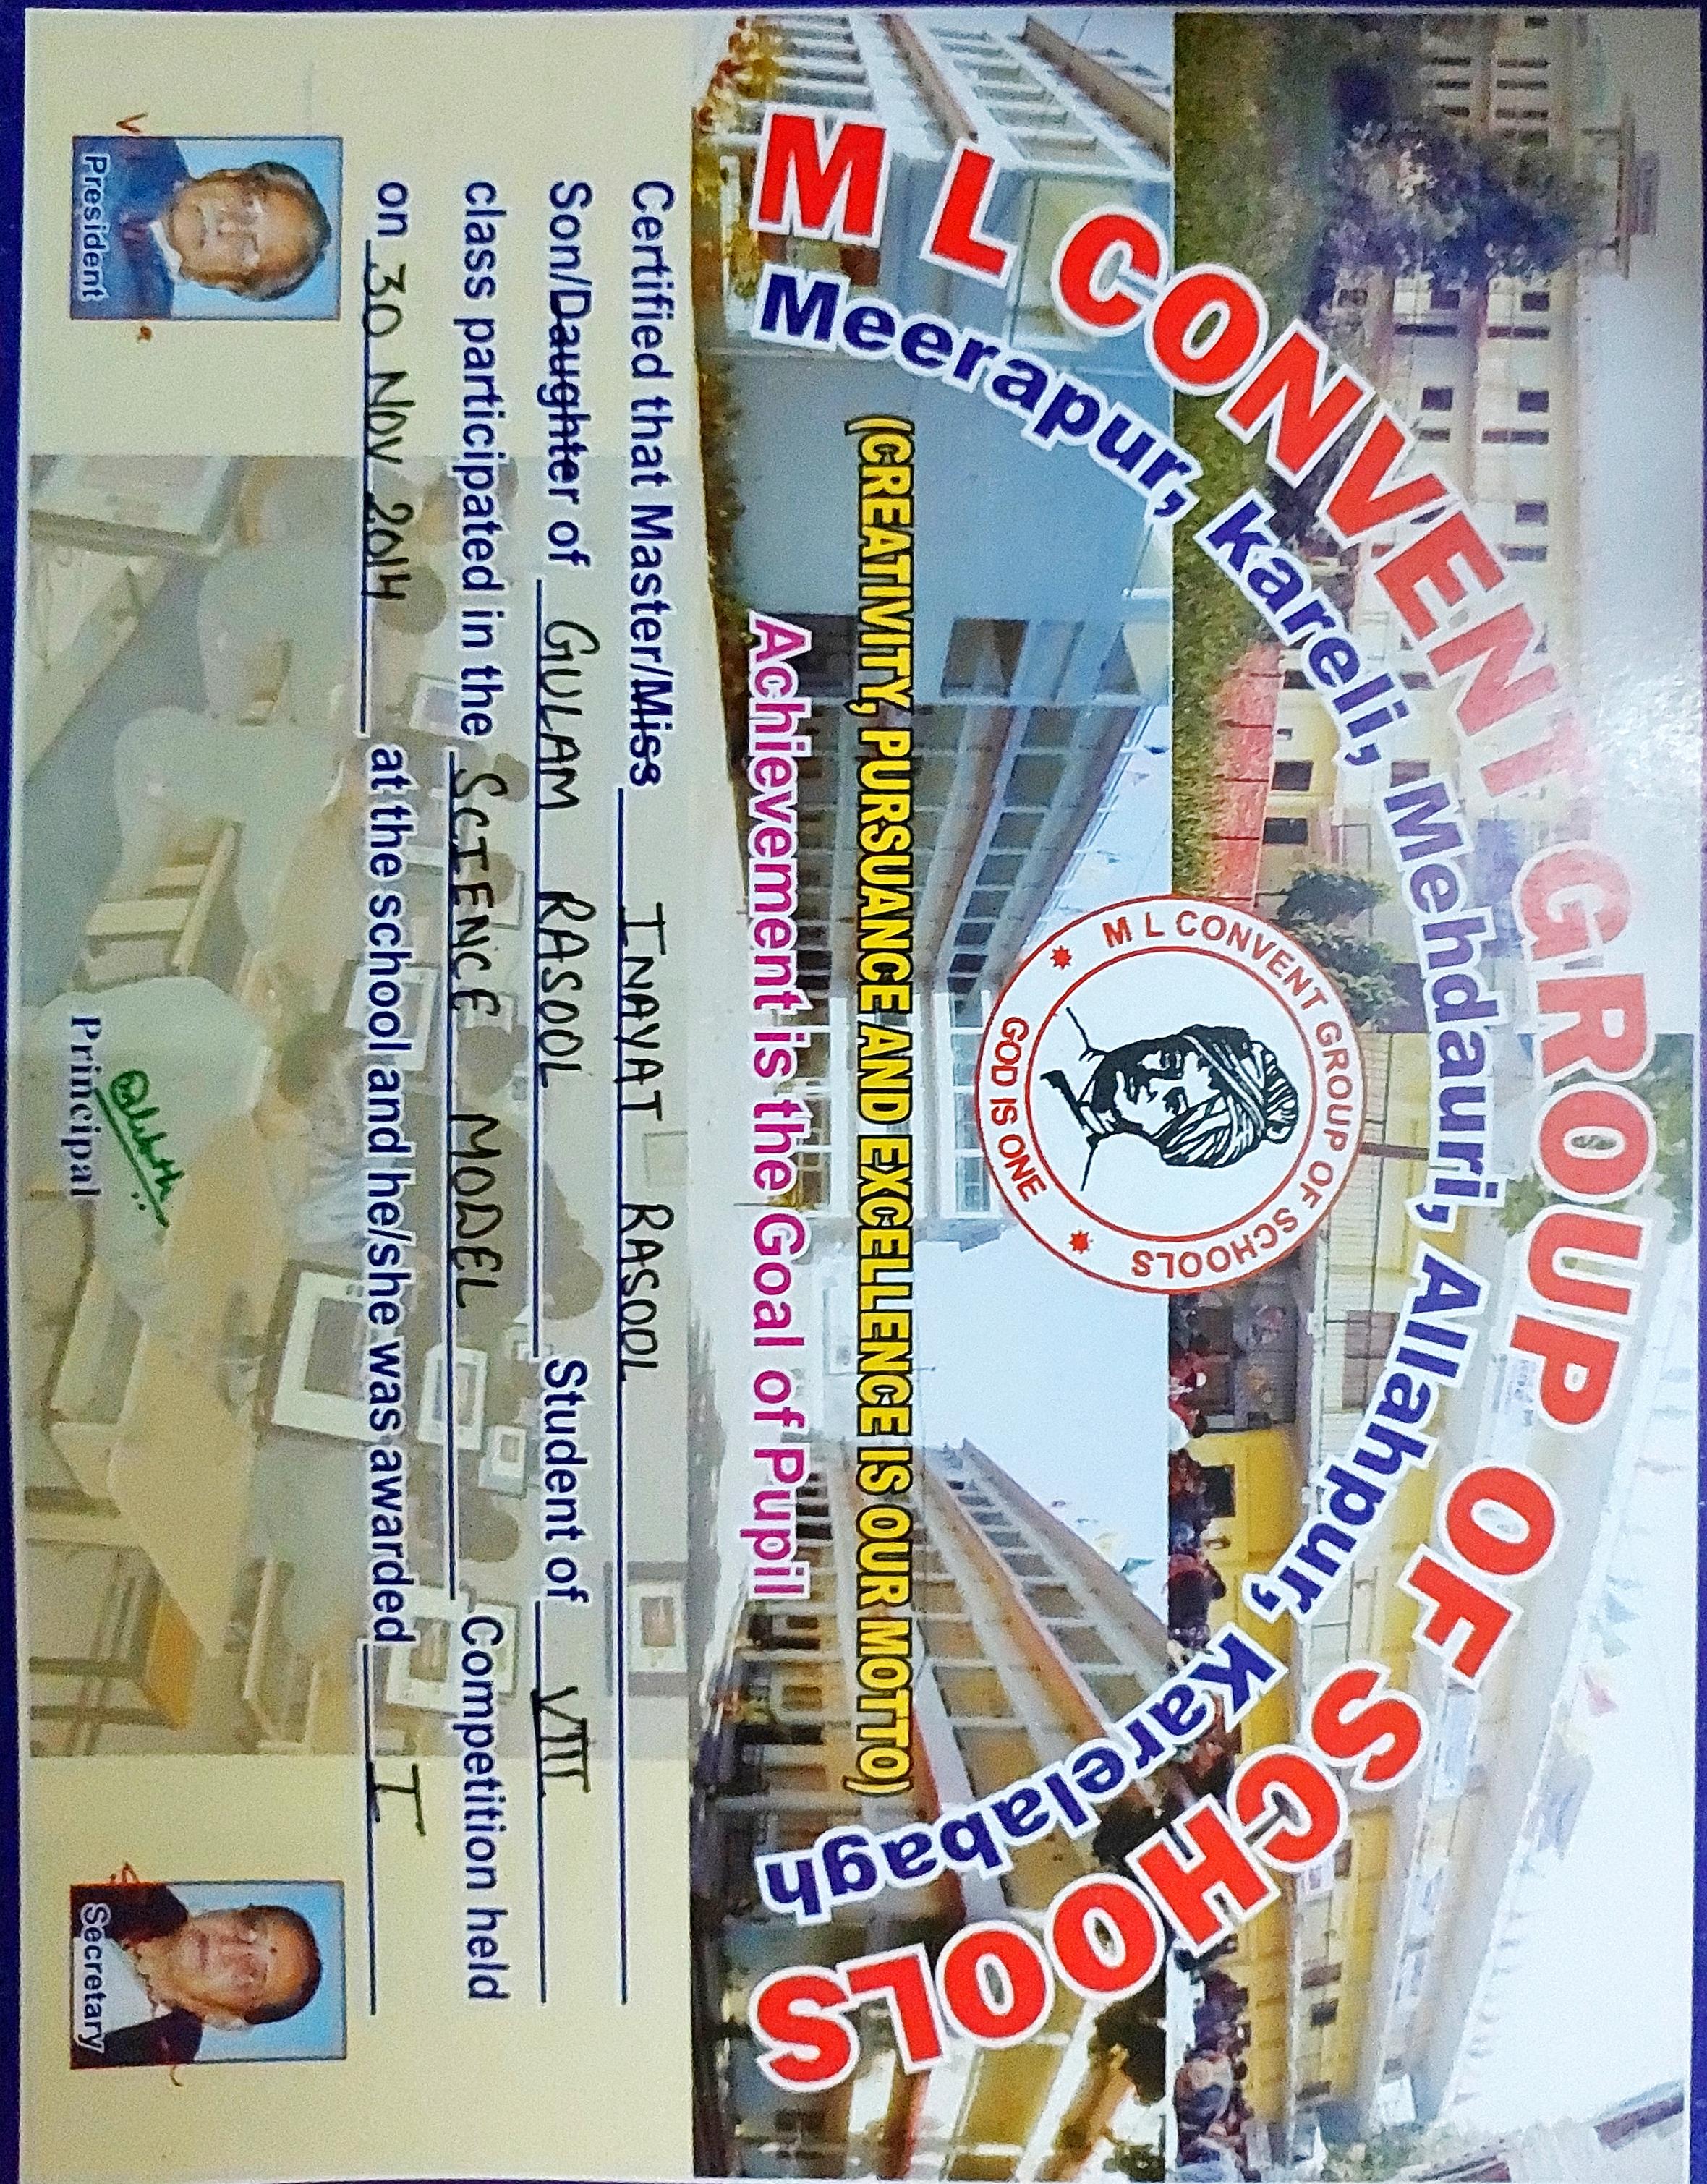 M L CONVENT GROUP OF SCHOOLS
Meerapur, kareli, Mehdauri, Allahpur, Karelabagh
M L CONVENT GROUP OF SCHOOLS
GOD IS ONE
(CREATIVITY, PURSUANCE AND EXCELLENCE IS OUR MOTTO)
Achievement is the Goal of Pupil
Certified that Master/Miss INAYAT RASOOL
Son/Daughter of GULAM RASOOL Student of VIII
class participated in the SCIENCE MODEL Competition held
on 30 NOV 2014 at the school and he/she was awarded I
President
Principal
Secretary